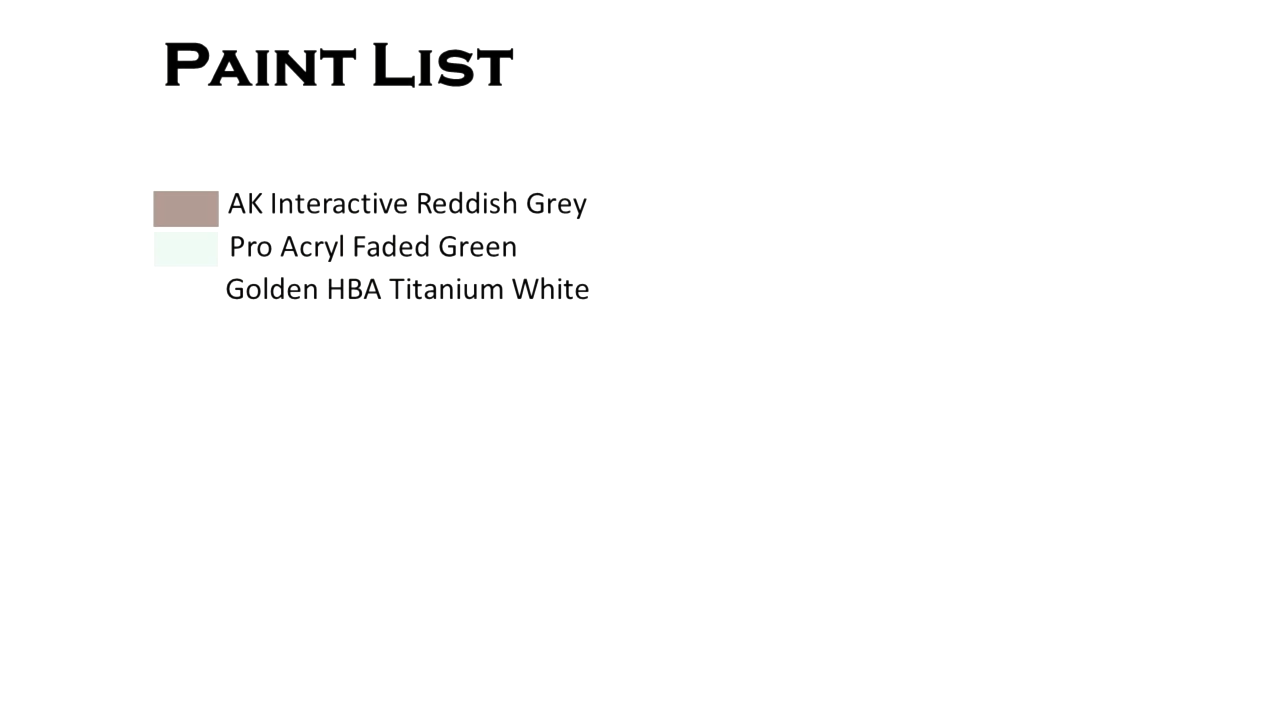 Paint List
AK Interactive Reddish Grey
Pro Acryl Faded Green
Golden HBA Titanium White